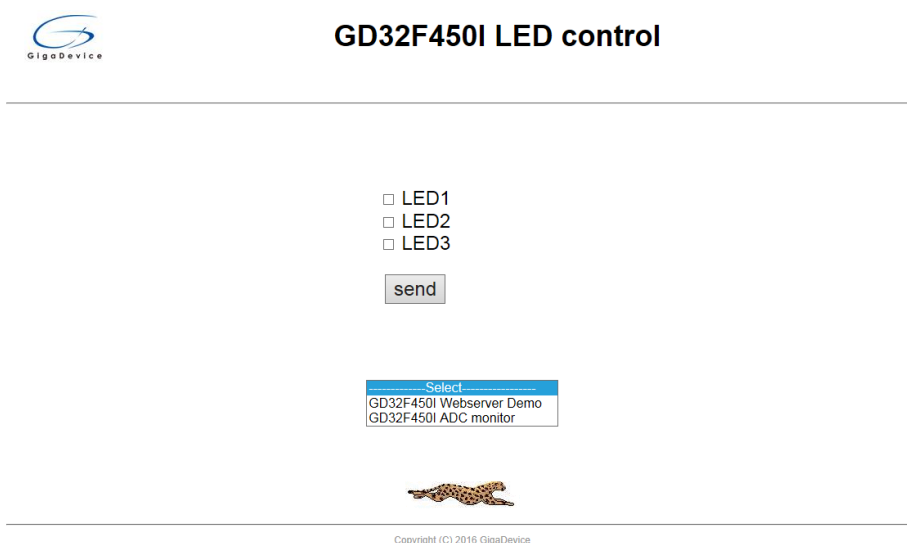 GigaDevice
GD32F450I LED control
LED1
LED2
LED3
send
-------------Select-----------------
GD32F450I Webserver Demo
GD32F450I ADC monitor
Copyright (C) 2016 GigaDevice